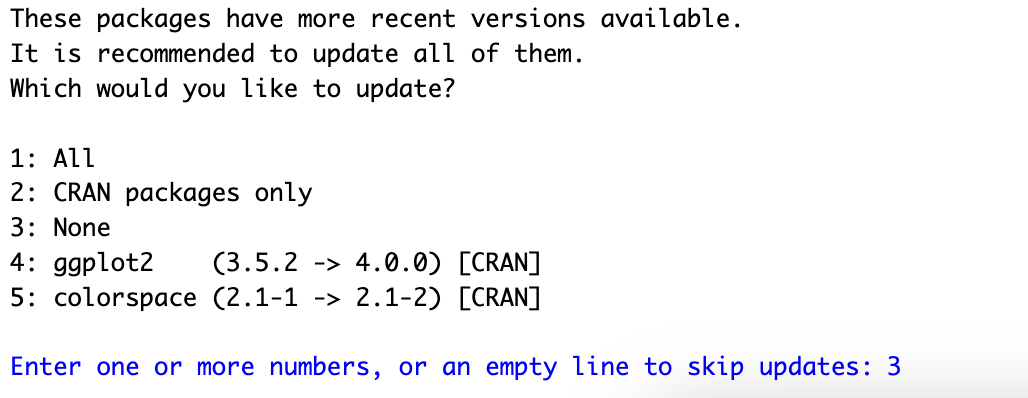 These packages have more recent versions available.
It is recommended to update all of them.
Which would you like to update?

1: All
2: CRAN packages only
3: None
4: ggplot2    (3.5.2 -> 4.0.0) [CRAN]
5: colorspace (2.1-1 -> 2.1-2) [CRAN]

Enter one or more numbers, or an empty line to skip updates: 3